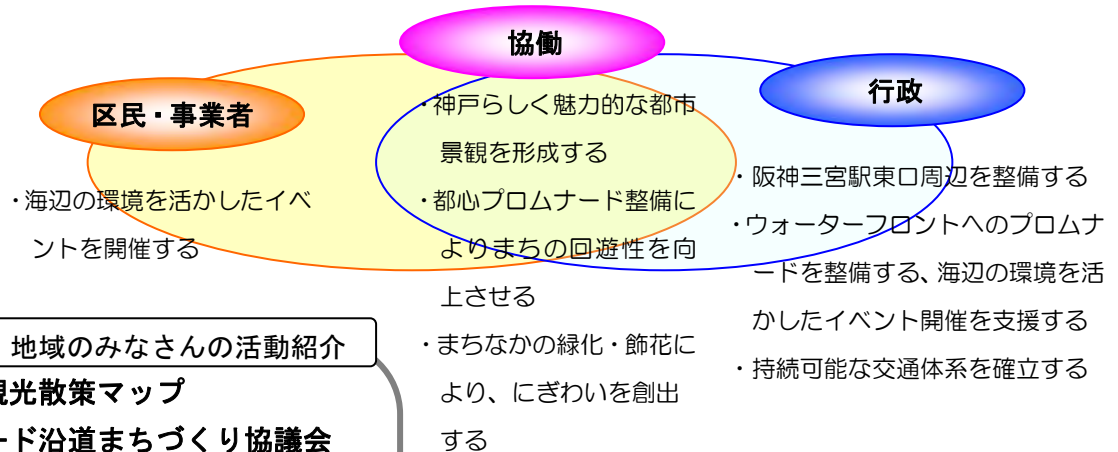 協働
区民・事業者
行政
・海辺の環境を活かしたイベ
ントを開催する
・神戸らしく魅力的な都市
景観を形成する
・都心プロムナード整備に
よりまちの回遊性を向
上させる
・まちなかの緑化・飾花に
より、にぎわいを創出
する
・阪神三宮駅東口周辺を整備する
・ウォーターフロントへのプロムナ
ードを整備する、海辺の環境を活
かしたイベント開催を支援する
・持続可能な交通体系を確立する
地域のみなさんの活動紹介
観光散策マップ
ード沿道まちづくり協議会